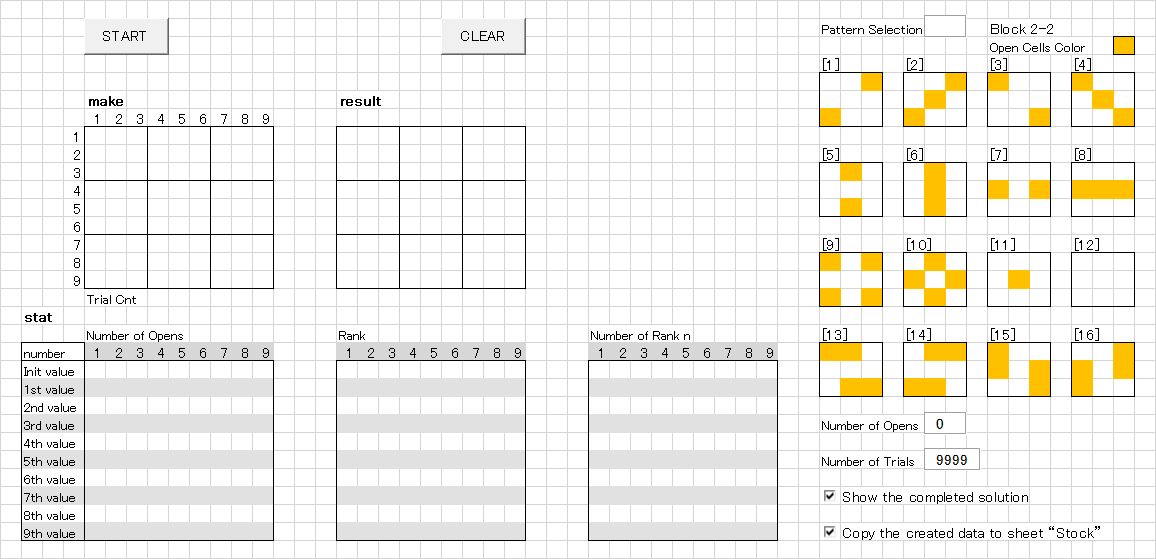 START
CLEAR
Pattern Selection
Block 2-2
Open Cells Color
[1] [2] [3] [4]
make
result
1 2 3 4 5 6 7 8 9
1
2
3
4
5
6
7
8
9
[5] [6] [7] [8]
[9] [10] [11] [12]
Trial Cnt
stat
[13] [14] [15] [16]
Number of Opens
Rank
Number of Rank n
number 1 2 3 4 5 6 7 8 9 1 2 3 4 5 6 7 8 9 1 2 3 4 5 6 7 8 9
Init value
1st value
2nd value
3rd value
4th value
5th value
6th value
7th value
8th value
9th value
Number of Opens 0
Number of Trials 9999
Show the completed solution
Copy the created data to sheet “Stock”